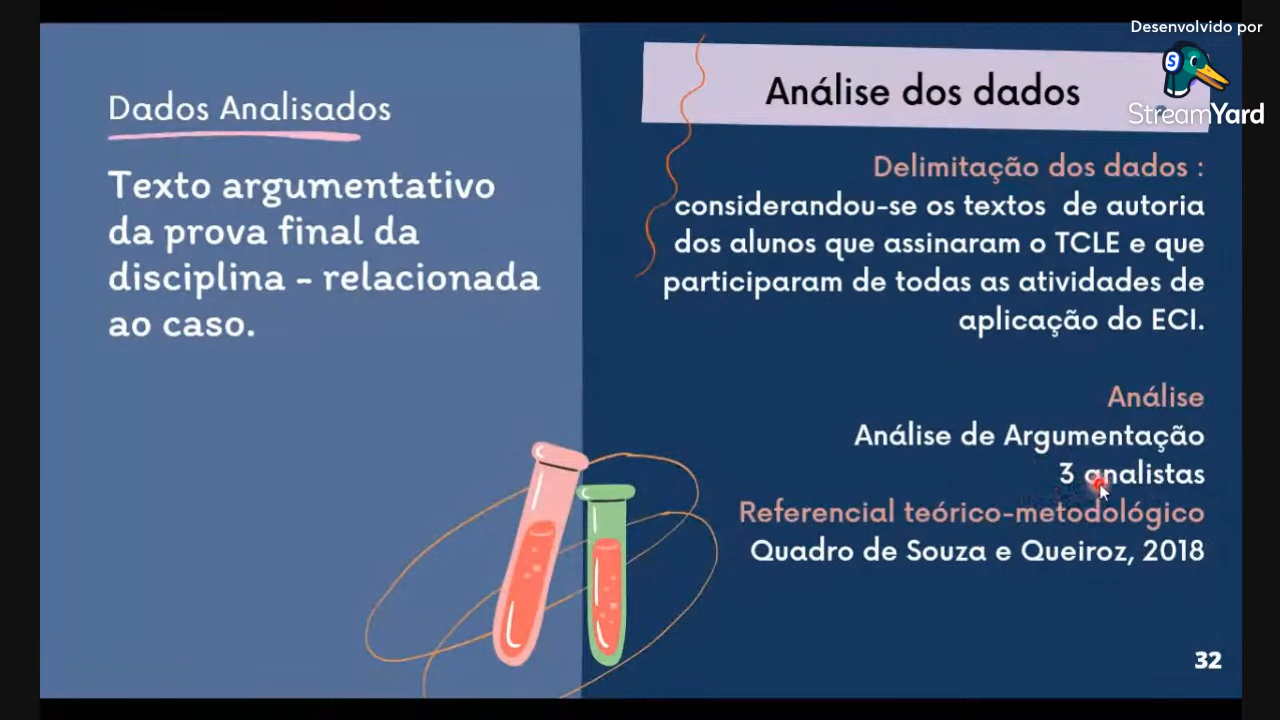 Desenvolvido por
StreamYard
Dados Analisados
Texto argumentativo
da prova final da
disciplina - relacionada
ao caso.
Análise dos dados
Delimitação dos dados :
considerandou-se os textos de autoria
dos alunos que assinaram o TCLE e que
participaram de todas as atividades de
aplicação do ECI.
Análise
Análise de Argumentação
3 analistas
Referencial teórico-metodológico
Quadro de Souza e Queiroz, 2018
32